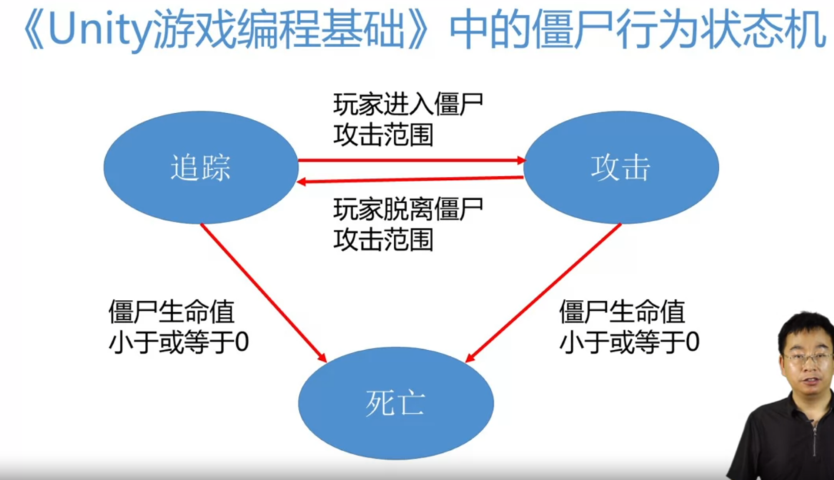 《Unity游戏编程基础》中的僵尸行为状态机
玩家进入僵尸
攻击范围
追踪
攻击
玩家脱离僵尸
攻击范围
僵尸生命值
小于或等于0
僵尸生命值
小于或等于0
死亡